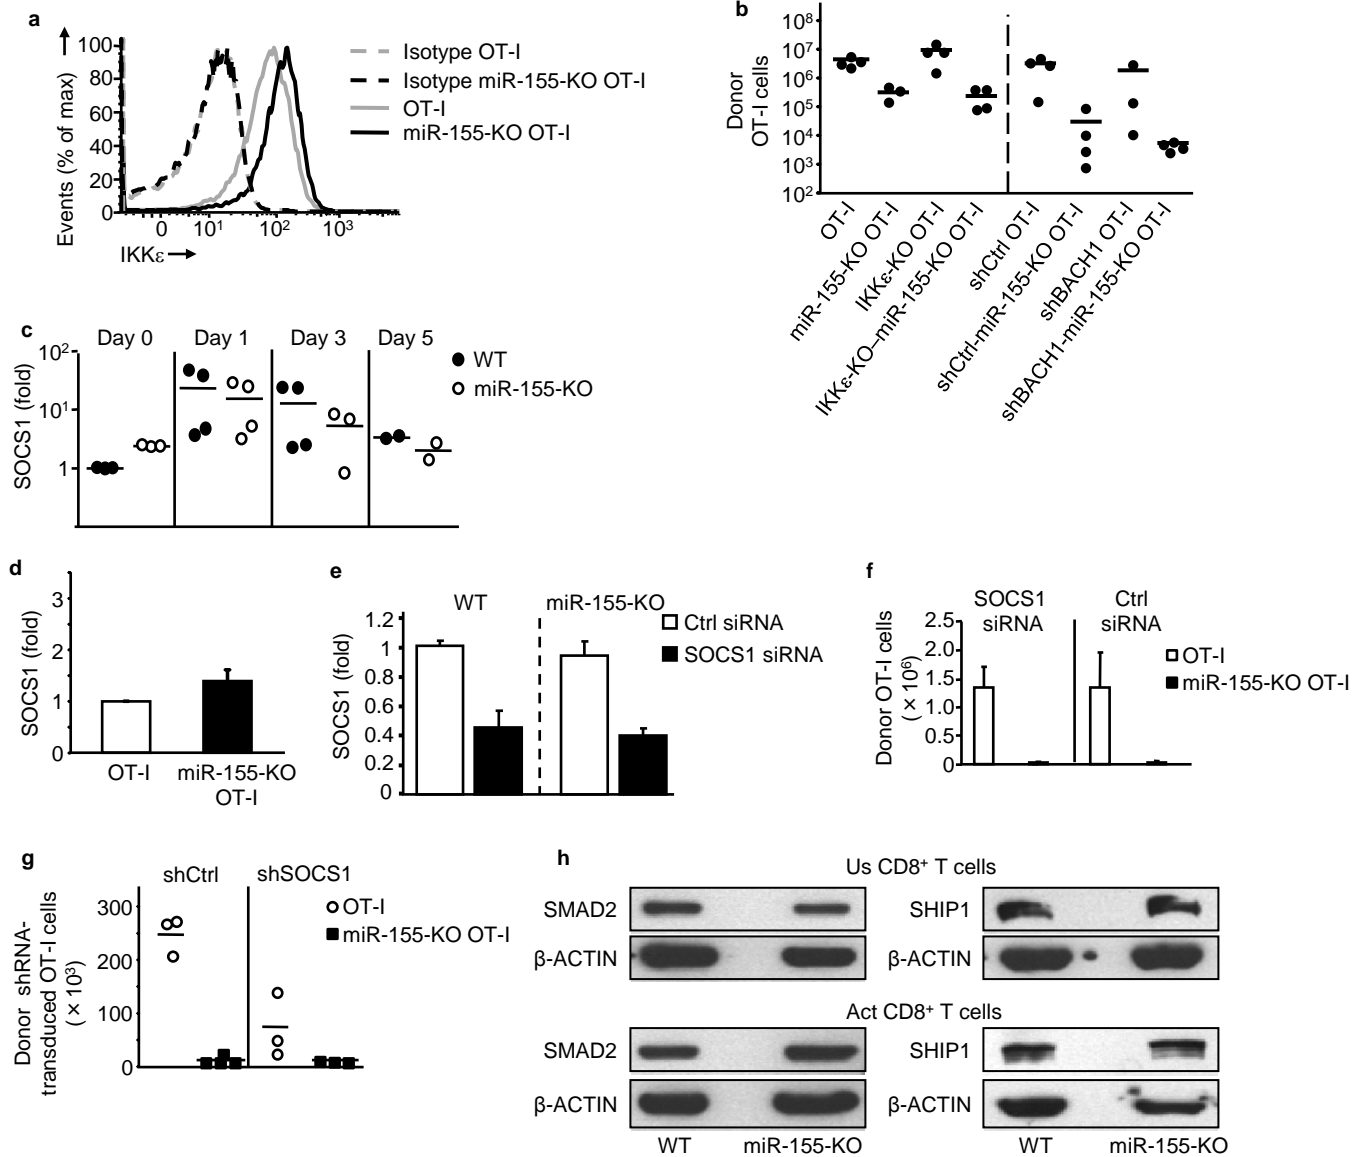 a
Events (% of max)
100
80
60
40
20
0
0 10¹ 10² 10³
IKKε
Isotype OT-I
Isotype miR-155-KO OT-I
OT-I
miR-155-KO OT-I
b
Donor
OT-I cells
10⁸
10⁷
10⁶
10⁵
10⁴
10³
10²
OT-I
miR-155-KO OT-I
IKKε-KO OT-I
IKKε-KO–miR-155-KO OT-I
shCtrl OT-I
shCtrl-miR-155-KO OT-I
shBACH1 OT-I
shBACH1-miR-155-KO OT-I
c
Day 0 Day 1 Day 3 Day 5
SOCS1 (fold)
10²
10¹
1
WT
miR-155-KO
d
SOCS1 (fold)
3
2
1
0
OT-I miR-155-KO
OT-I
e
WT miR-155-KO
SOCS1 (fold)
1.2
1
0.8
0.6
0.4
0.2
0
Ctrl siRNA
SOCS1 siRNA
f
SOCS1 Ctrl
siRNA siRNA
Donor OT-I cells
(×10⁶)
2.5
2.0
1.5
1.0
0.5
0
OT-I
miR-155-KO OT-I
g
shCtrl shSOCS1
Donor shRNA-
transduced OT-I cells
(×10³)
300
200
100
0
OT-I
miR-155-KO OT-I
h
Us CD8⁺ T cells
SMAD2 SHIP1
β-ACTIN β-ACTIN
Act CD8⁺ T cells
SMAD2 SHIP1
β-ACTIN β-ACTIN
WT miR-155-KO WT miR-155-KO